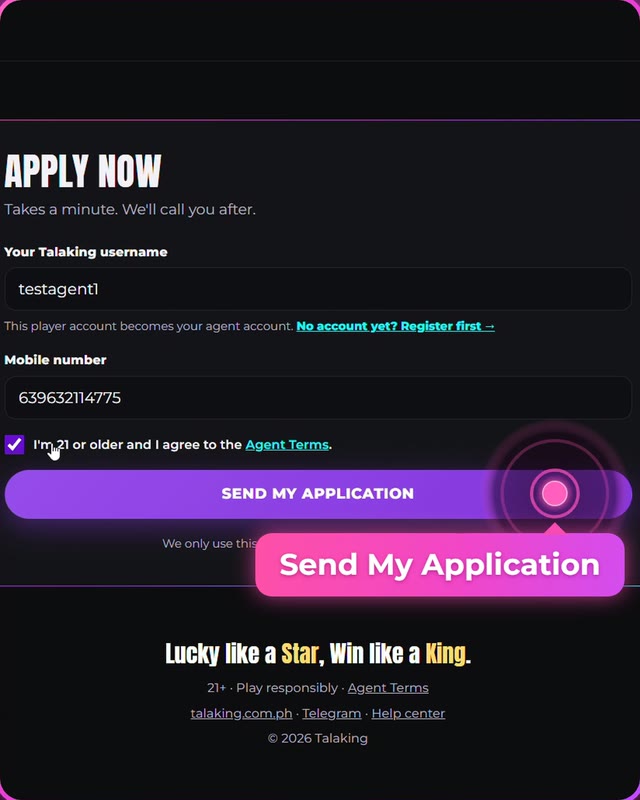 APPLY NOW
Takes a minute. We'll call you after.
Your Talaking username
testagent1
This player account becomes your agent account. No account yet? Register first →
Mobile number
639632114775
I'm 21 or older and I agree to the Agent Terms.
SEND MY APPLICATION
We only use this
Send My Application
Lucky like a Star, Win like a King.
21+ · Play responsibly · Agent Terms
talaking.com.ph · Telegram · Help center
© 2026 Talaking